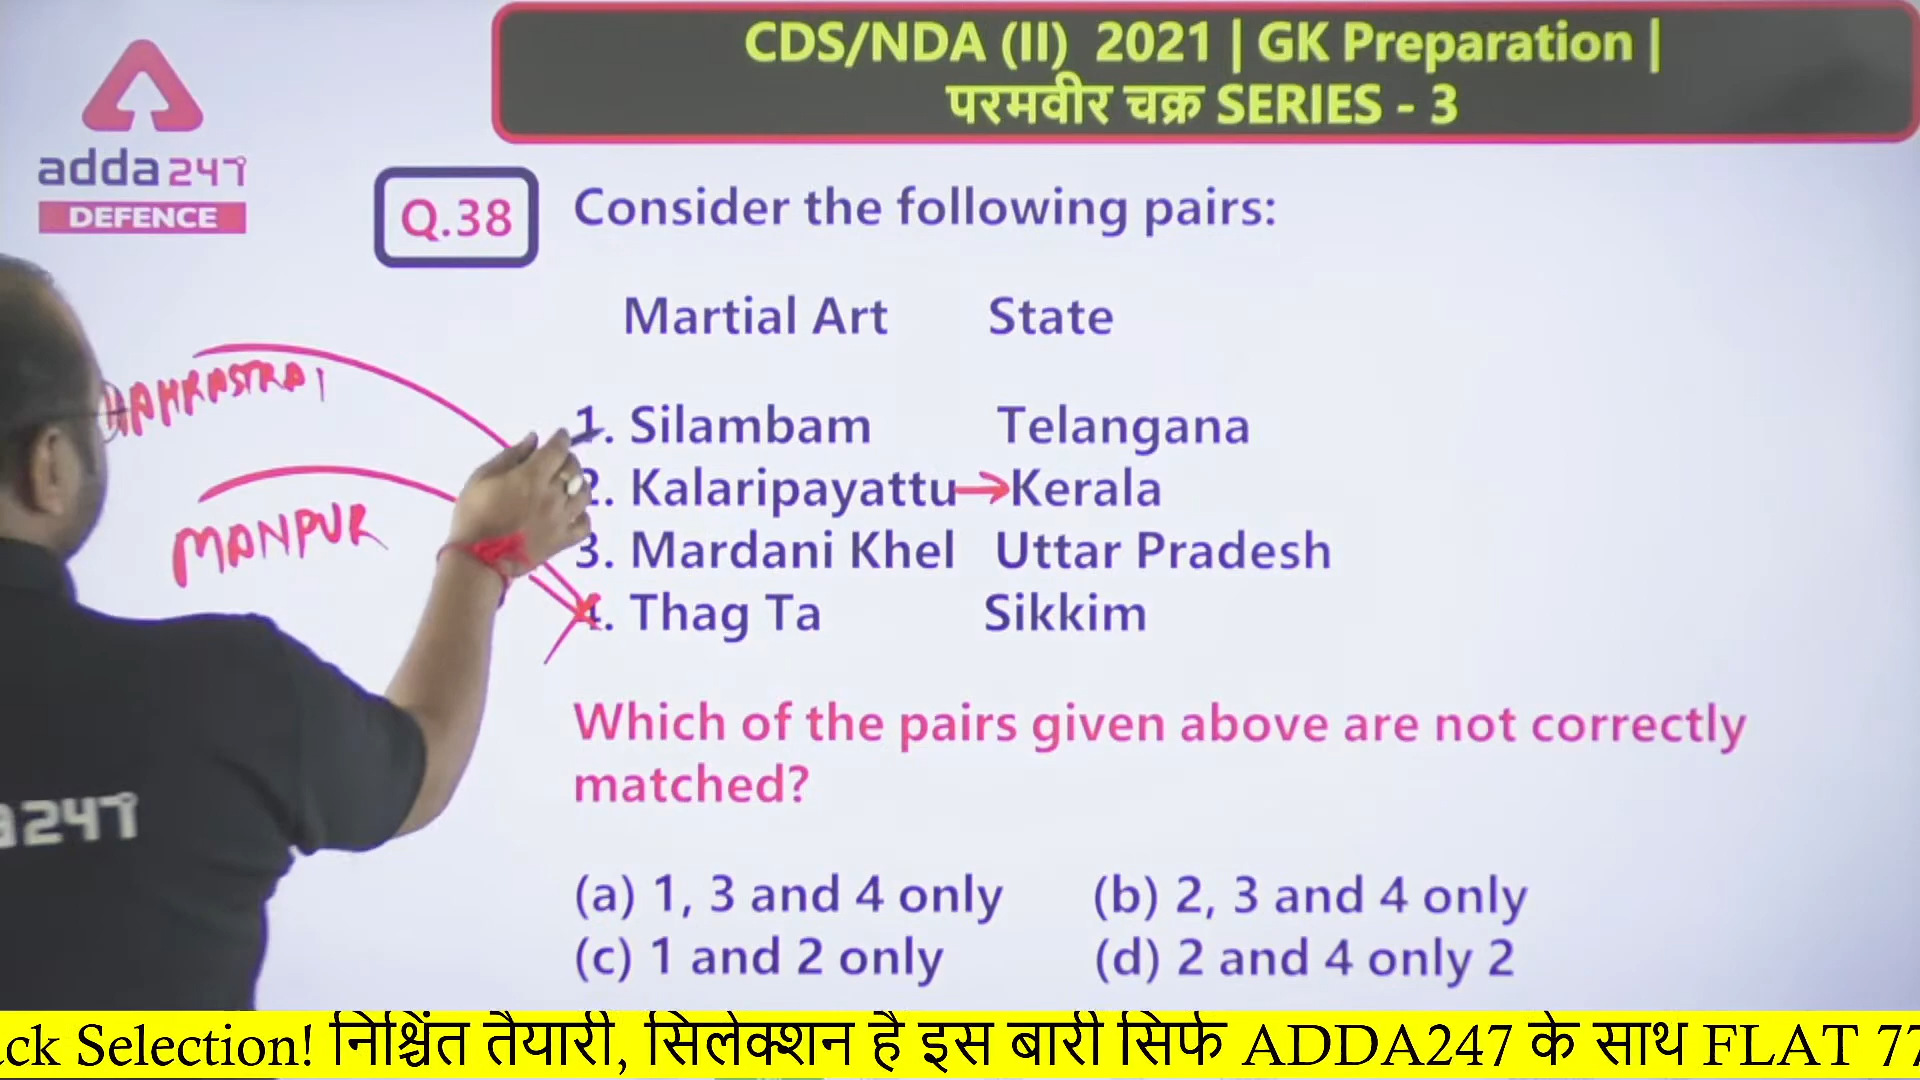 CDS/NDA (II) 2021 | GK Preparation |
परमवीर चक्र SERIES - 3
adda247
DEFENCE
Q.38
Consider the following pairs:
Martial Art State
1. Silambam Telangana
2. Kalaripayattu Kerala
3. Mardani Khel Uttar Pradesh
4. Thag Ta Sikkim
MANPUR
Which of the pairs given above are not correctly
matched?
(a) 1, 3 and 4 only (b) 2, 3 and 4 only
(c) 1 and 2 only (d) 2 and 4 only 2
a247
ck Selection! निश्चिंत तैयारी, सिलेक्शन है इस बारी सिर्फ ADDA247 के साथ FLAT 77